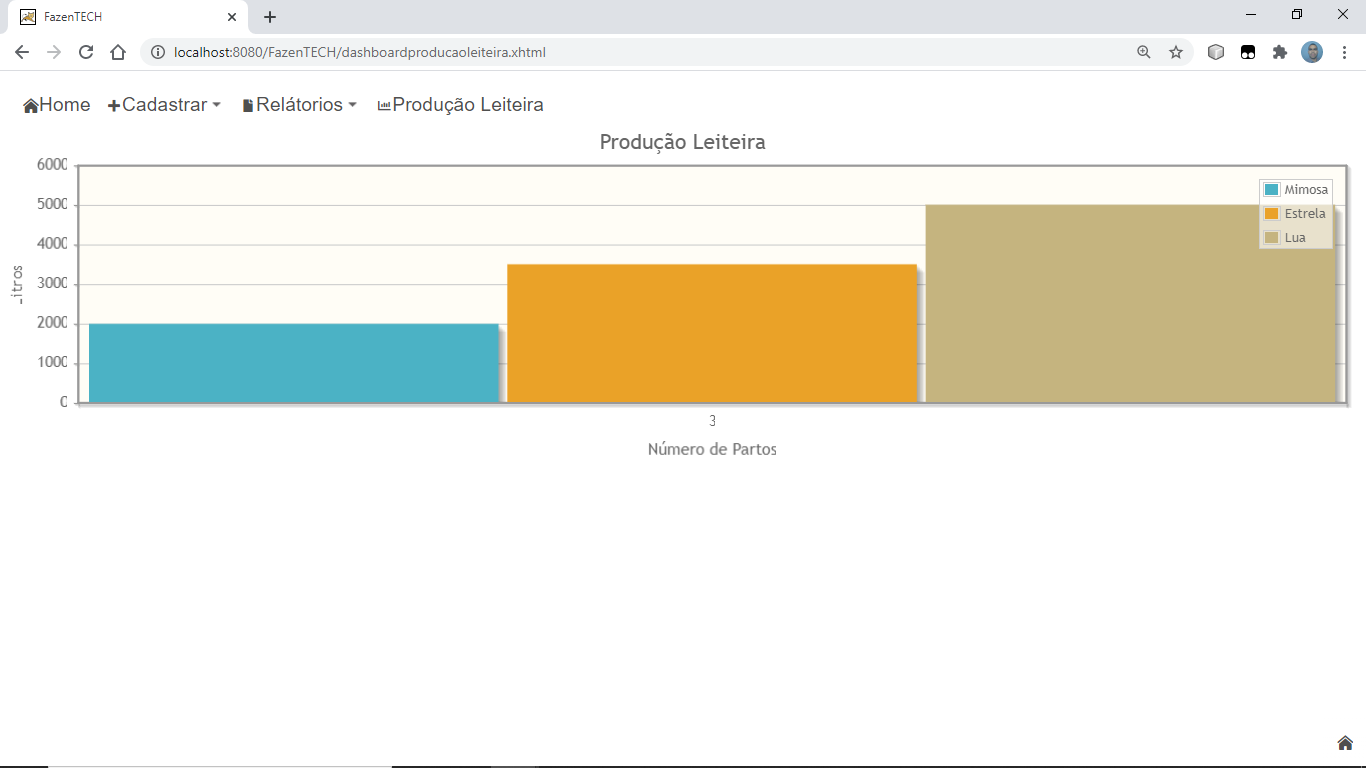 FazenTECH
localhost:8080/FazenTECH/dashboardproducaoleiteira.xhtml
Home Cadastrar Relátorios Produção Leiteira
Produção Leiteira
6000
5000
4000
3000
2000
1000
0
Litros
Mimosa
Estrela
Lua
3
Número de Partos